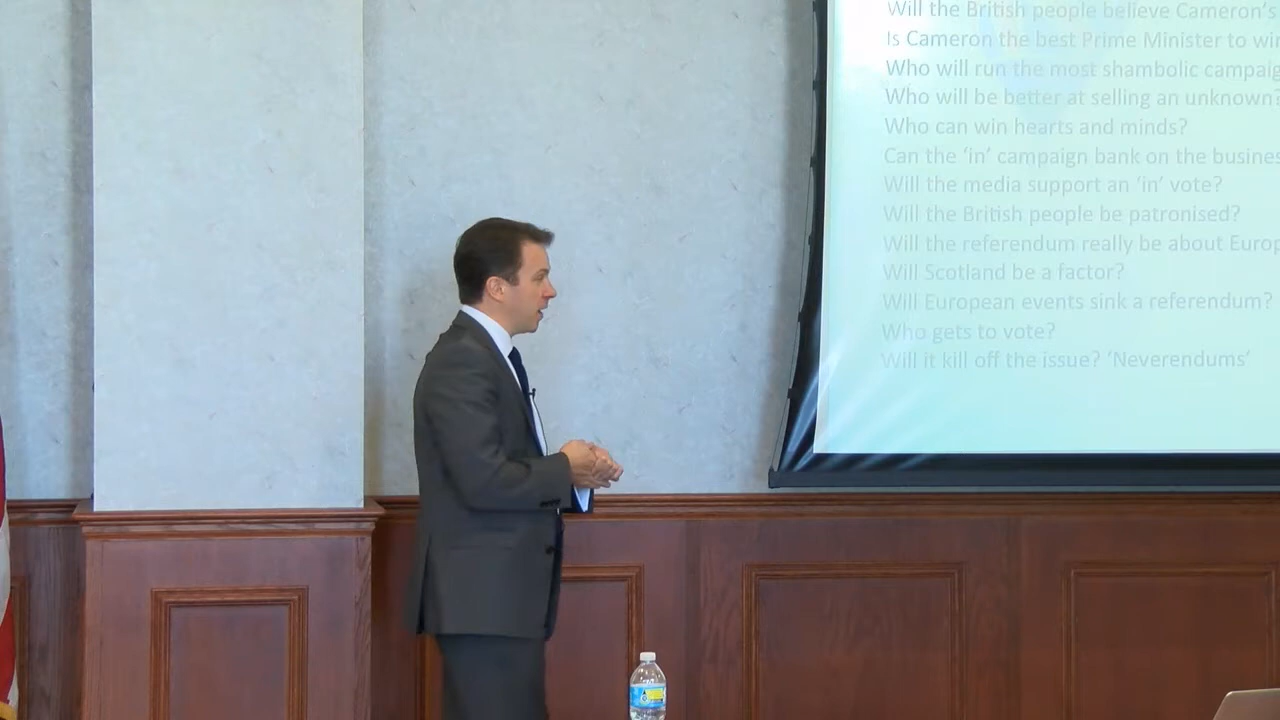 Will the British people believe Cameron's
Is Cameron the best Prime Minister to
Who will run the most shambolic
Who will be better at selling an unknown?
Who can win hearts and minds?
Can the ‘in’ campaign bank on the
Will the media support an ‘in’ vote?
Will the British people be patronised?
Will the referendum really be about
Will Scotland be a factor?
Will European events sink a referendum?
Who gets to vote?
Will it kill off the issue? ‘Neverendums’